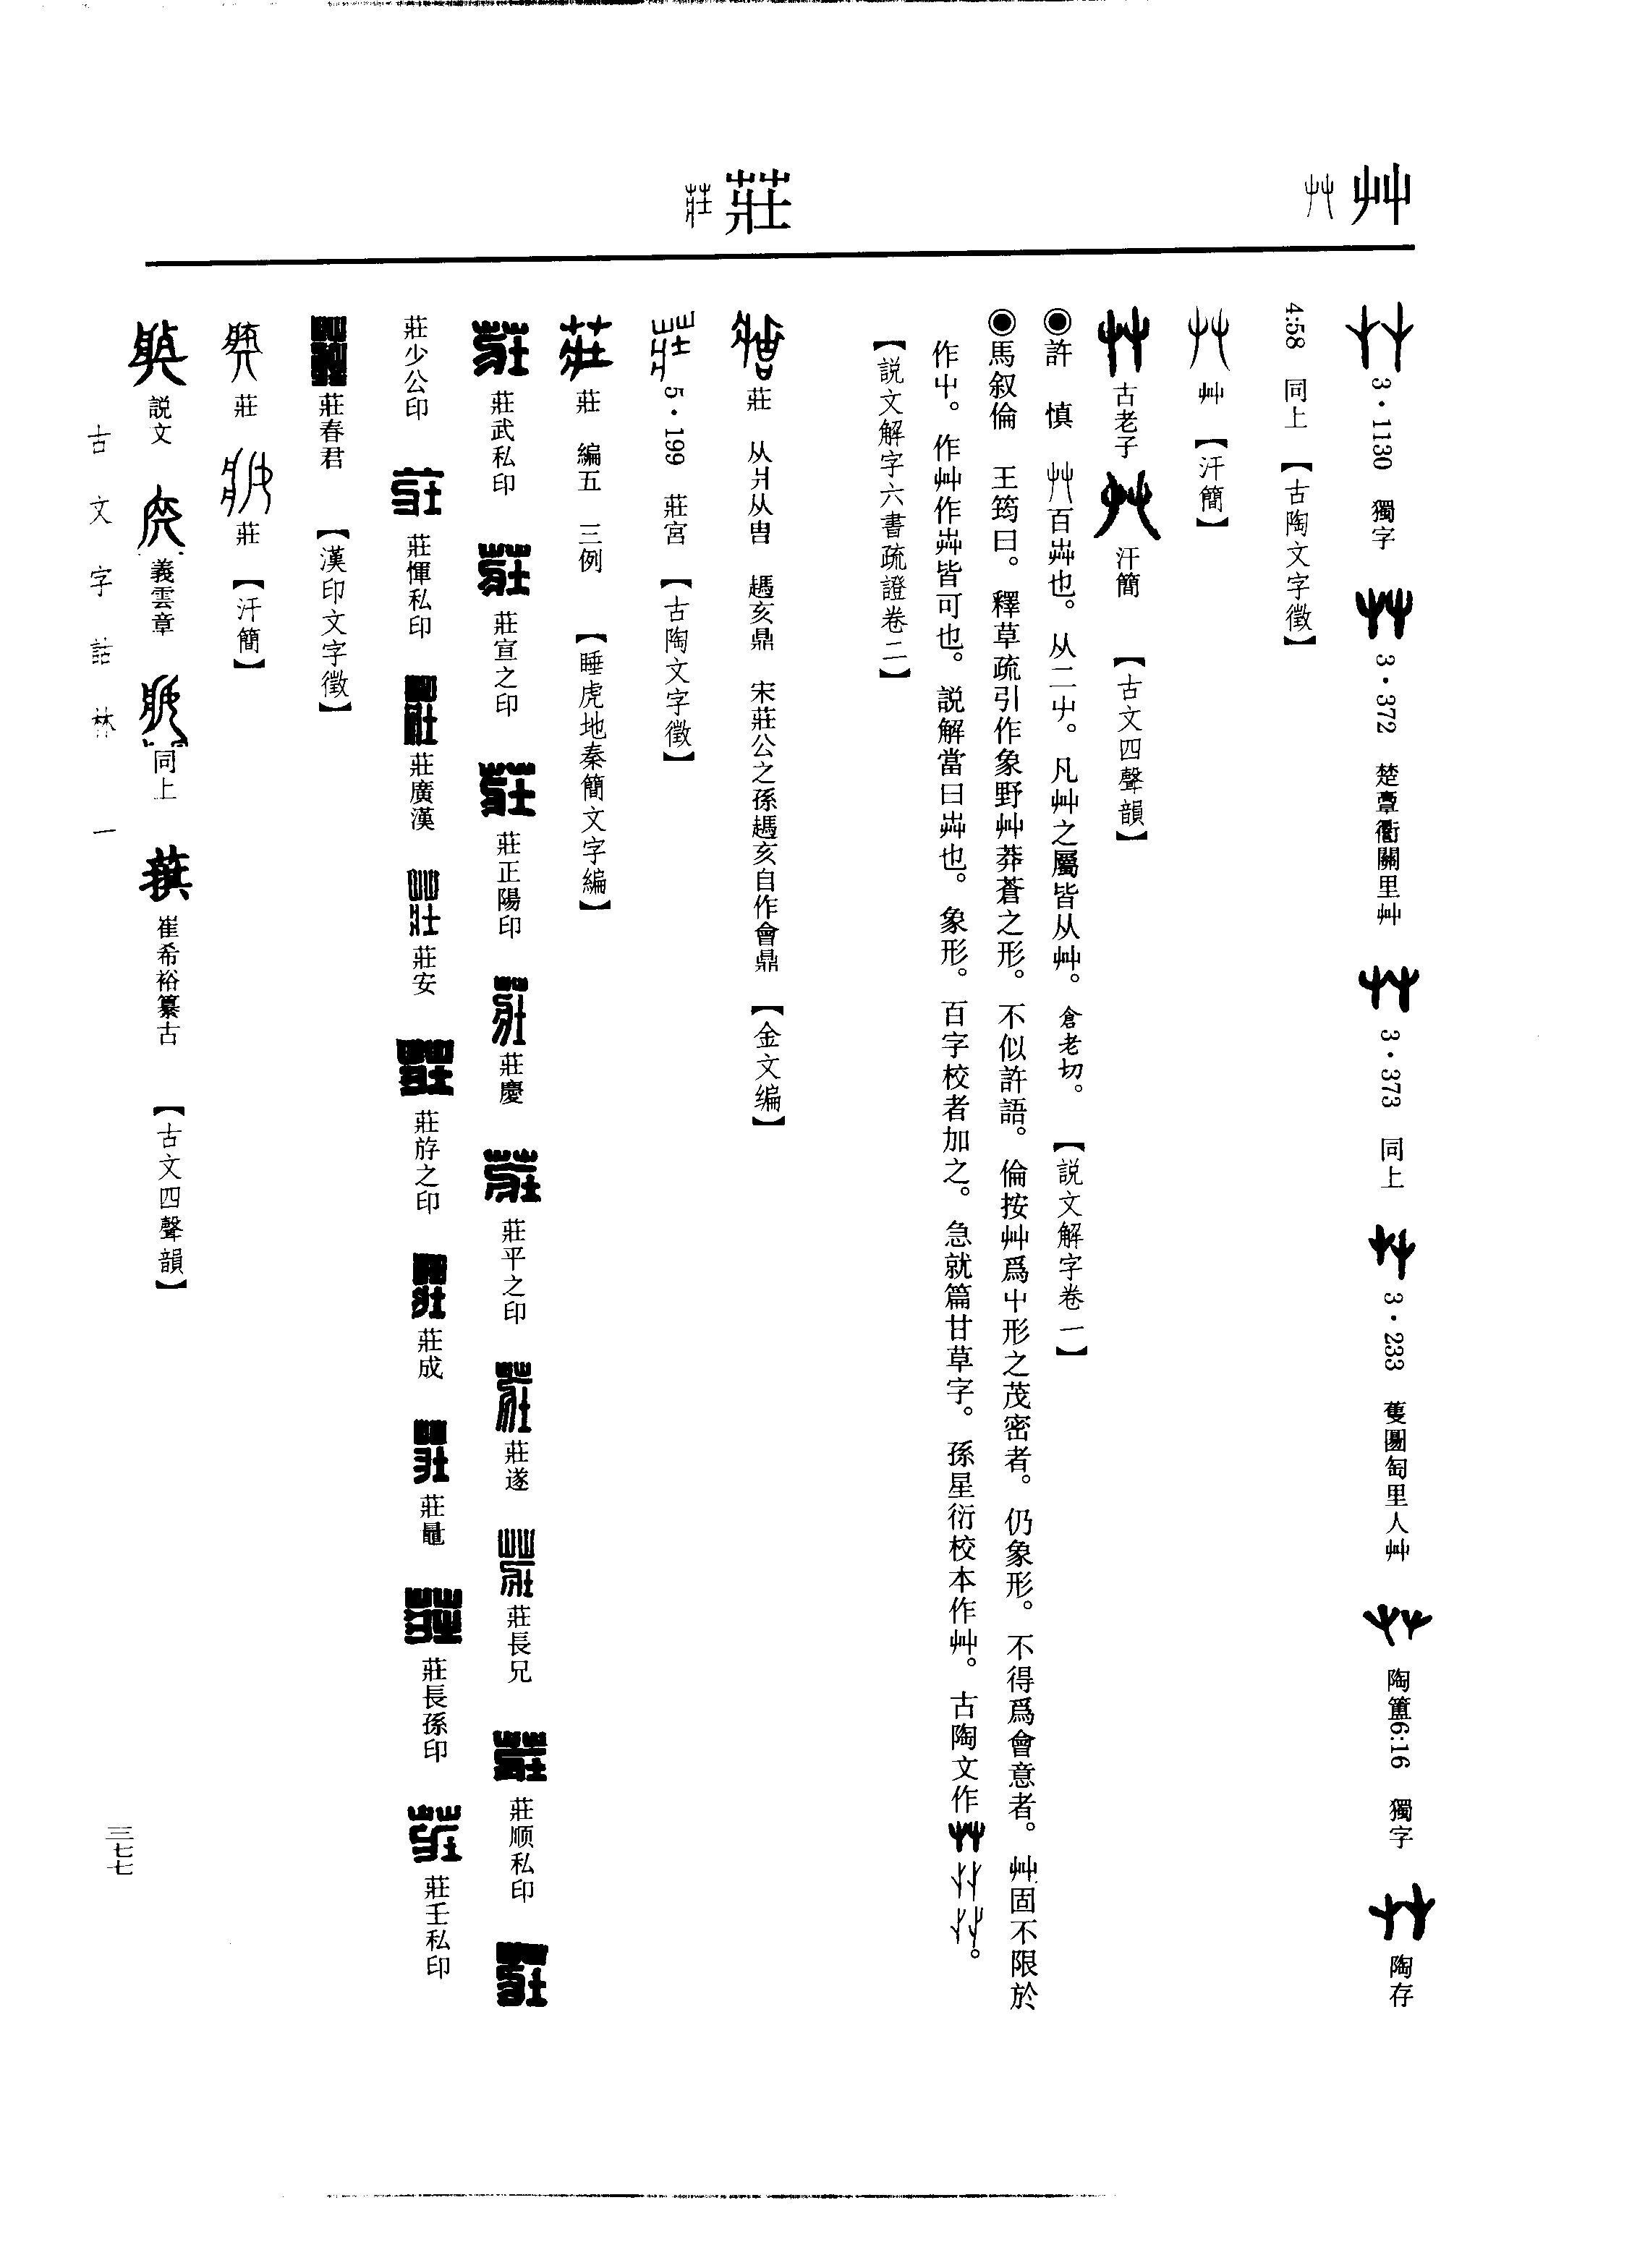 艸 艸
莊 莊
3·1130 獨字 3·372 楚衢關里艸 3·373 同上 3·233 蒦圖匋里人艸 陶簠6:16 獨字 陶存
4:58 同上 【古陶文字徵】
艸 【汗簡】
古老子 汗簡 【古文四聲韻】
◉許 慎 艸百芔也。从二屮。凡艸之屬皆从艸。倉老切。 【説文解字卷一】
◉馬叙倫 王筠曰。釋草疏引作象野艸莽蒼之形。不似許語。倫按艸爲屮形之茂密者。仍象形。不得爲會意者。艸固不限於
作屮。作艸作芔皆可也。説解當曰芔也。象形。百字校者加之。急就篇甘草字。孫星衍校本作艸。古陶文作。
【説文解字六書疏證卷二】
莊 从爿从 趞亥鼎 宋莊公之孫趞亥自作會鼎 【金文编】
5·199 莊宮 【古陶文字徵】
莊 編五 三例 【睡虎地秦簡文字編】
莊武私印 莊宣之印 莊正陽印 莊慶 莊平之印 莊遂 莊長兄 莊順私印
莊少公印 莊惲私印 莊廣漢 莊安 莊之印 莊成 莊 莊長孫印 莊壬私印
莊春君 【漢印文字徵】
莊 莊 【汗簡】
説文 義雲章 同上 崔希裕纂古 【古文四聲韻】
古文字詁林 一
三七七